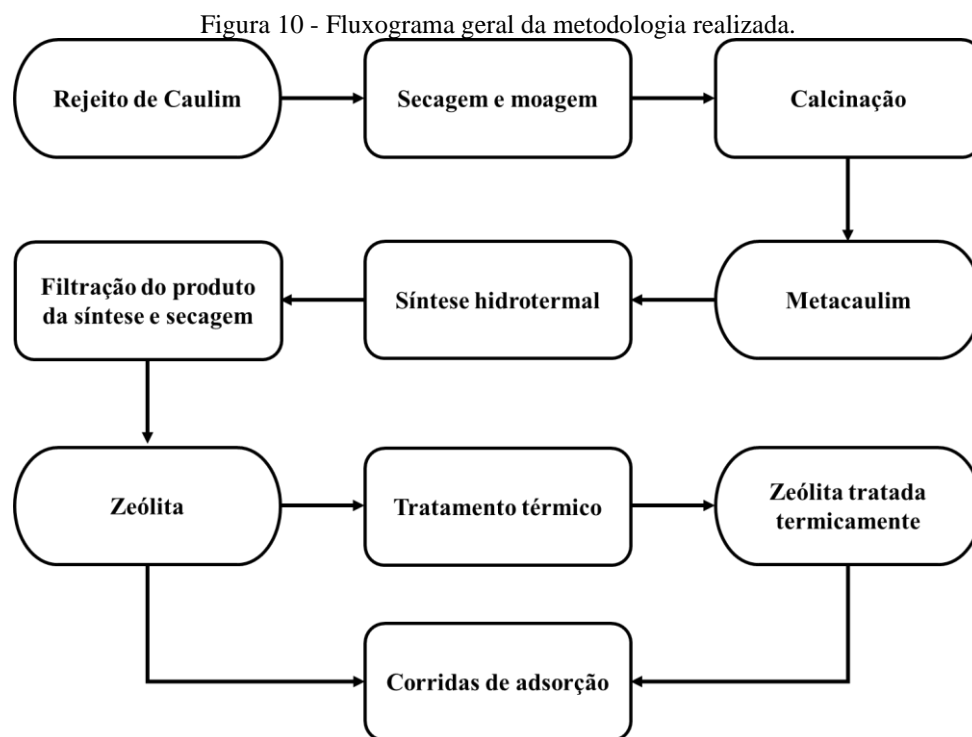 Figura 10 - Fluxograma geral da metodologia realizada.
Rejeito de Caulim
Secagem e moagem
Calcinação
Metacaulim
Síntese hidrotermal
Filtração do produto
da síntese e secagem
Zeólita
Tratamento térmico
Zeólita tratada
termicamente
Corridas de adsorção